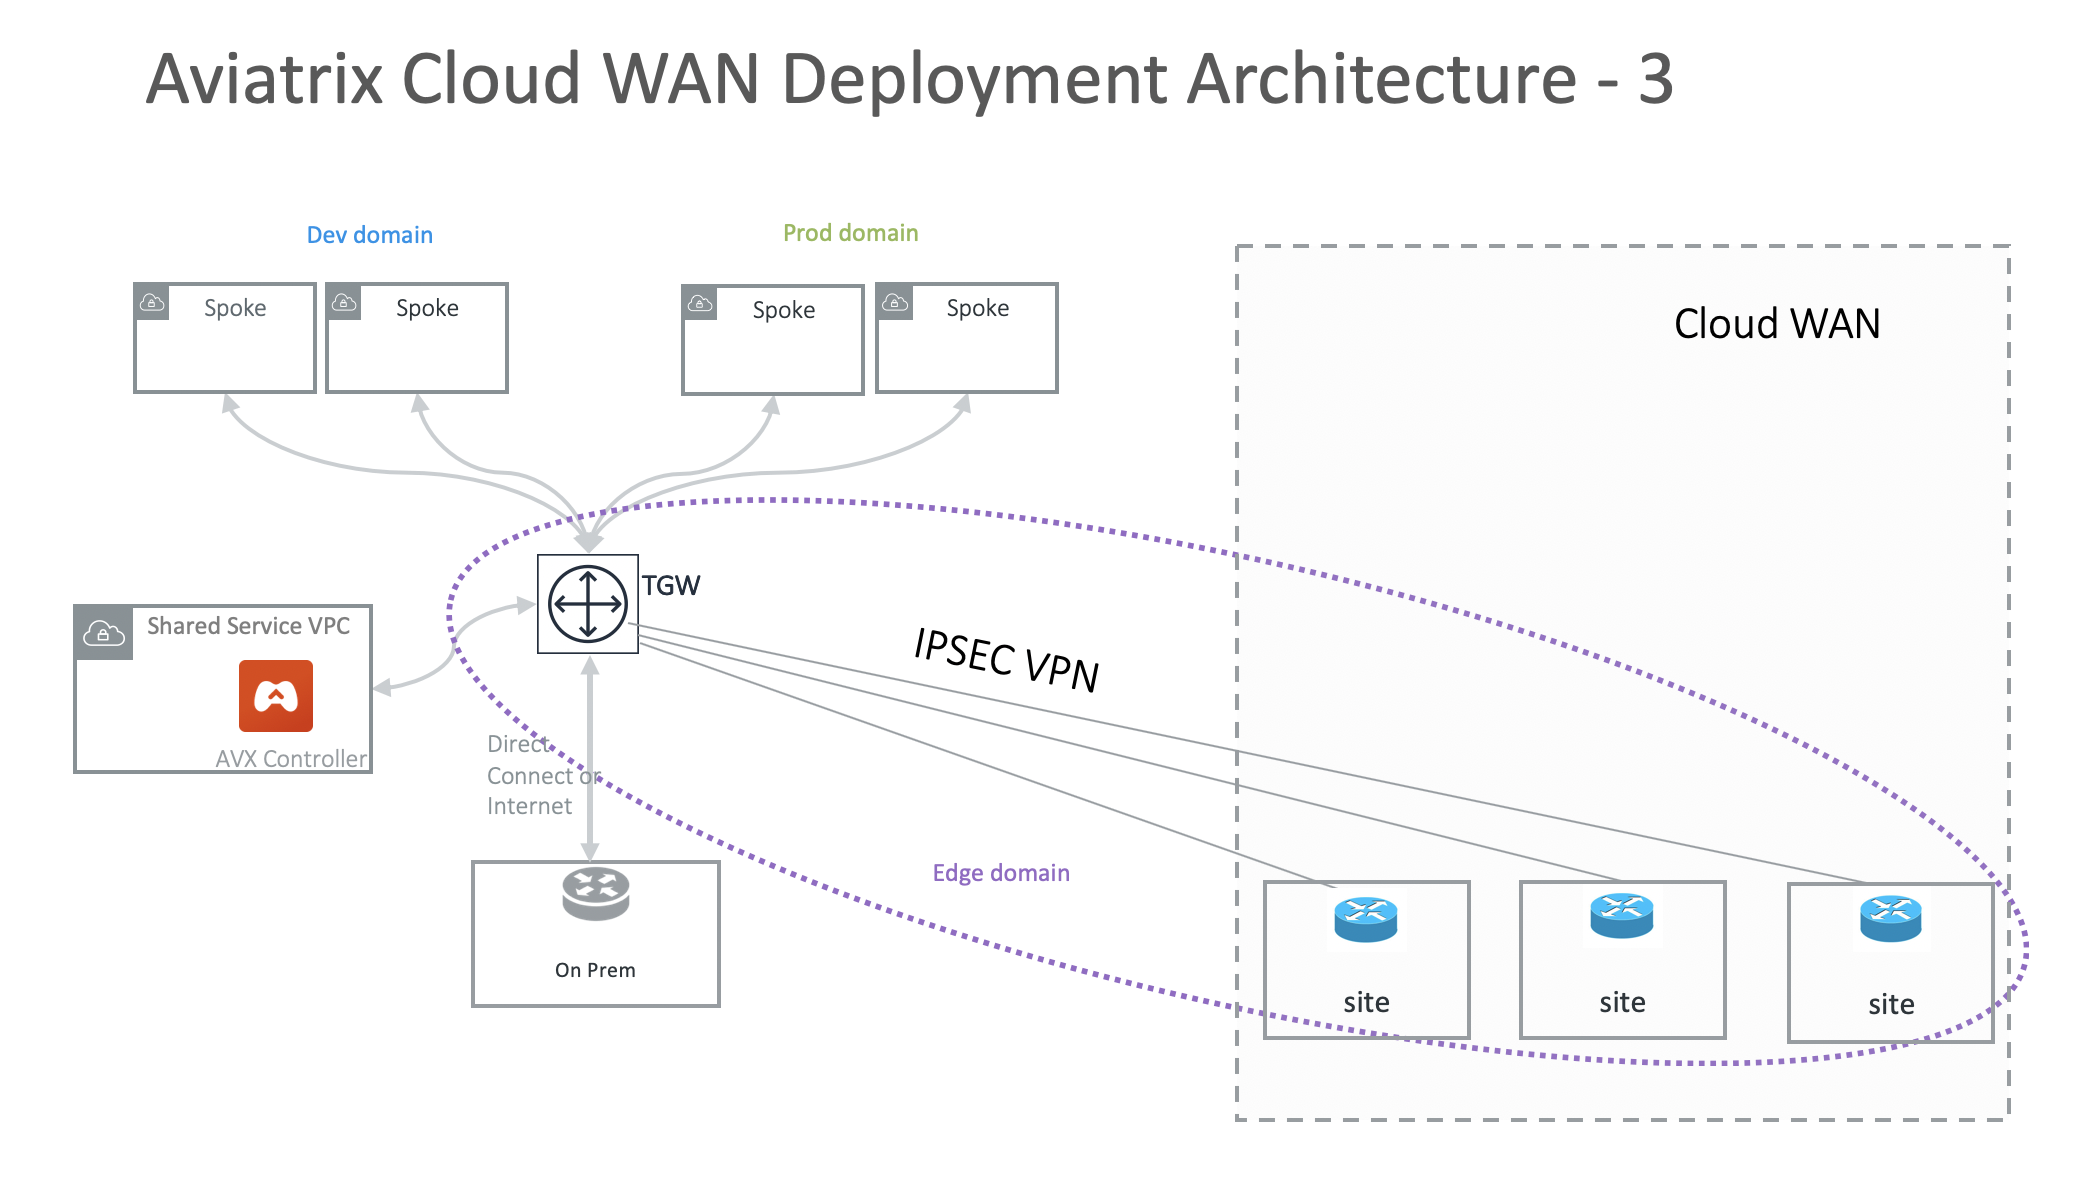 Aviatrix Cloud WAN Deployment Architecture - 3
Dev domain
Prod domain
Spoke
Spoke
Spoke
Spoke
Cloud WAN
TGW
Shared Service VPC
AVX Controller
IPSEC VPN
Direct
Connect or
Internet
Edge domain
On Prem
site
site
site